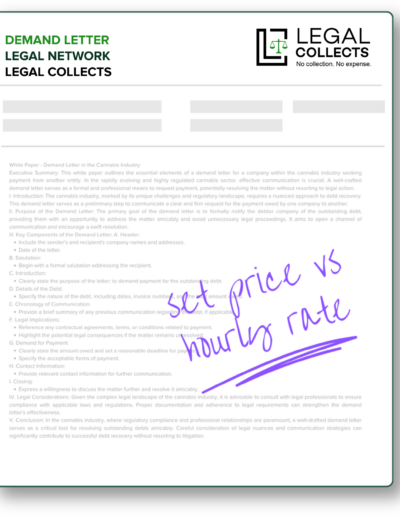 DEMAND LETTER
LEGAL NETWORK
LEGAL COLLECTS
LEGAL
COLLECTS
No collection. No expense.
White Paper - Demand Letter in the Cannabis Industry
Executive Summary: This white paper outlines the essential elements of a demand letter for a company within the cannabis industry seeking
payment from another entity. In the rapidly evolving and highly regulated cannabis sector, effective communication is crucial. A well-crafted
demand letter serves as a formal and professional means to request payment, potentially resolving the matter without resorting to legal action.
I. Introduction: The cannabis industry, marked by its unique challenges and regulatory landscape, requires a nuanced approach to debt recovery.
This demand letter serves as a preliminary step to communicate a clear and firm request for the payment owed by one company to another.
II. Purpose of the Demand Letter: The primary goal of the demand letter is to formally notify the debtor company of the outstanding debt,
providing them with an opportunity to address the matter amicably and avoid unnecessary legal proceedings. It aims to open a channel of
communication and encourage a swift resolution.
III. Key Components of the Demand Letter: A. Header:
• Include the sender's and recipient's company names and addresses.
• Date of the letter.
B. Salutation:
• Begin with a formal salutation addressing the recipient.
C. Introduction:
• Clearly state the purpose of the letter: to demand payment for the outstanding debt.
D. Details of the Debt:
• Specify the nature of the debt, including dates, invoice numbers, amount
E. Chronology of Communication:
• Provide a brief summary of any previous communication regarding debt, if applicable.
F. Legal Implications:
• Reference any contractual agreements, terms, or conditions related to payment.
• Highlight the potential legal consequences if the matter remains unresolved.
G. Demand for Payment:
• Clearly state the amount owed and set a reasonable deadline for
• Specify the acceptable forms of payment.
H. Contact Information:
• Provide relevant contact information for further communication.
I. Closing:
• Express a willingness to discuss the matter further and resolve it amicably.
IV. Legal Considerations: Given the complex legal landscape of the cannabis industry, it is advisable to consult with legal professionals to ensure
compliance with applicable laws and regulations. Proper documentation and adherence to legal requirements can strengthen the demand
letter's effectiveness.
V. Conclusion: In the cannabis industry, where regulatory compliance and professional relationships are paramount, a well-drafted demand letter
serves as a critical tool for resolving outstanding debts amicably. Careful consideration of legal nuances and communication strategies can
significantly contribute to successful debt recovery without resorting to litigation.
set price vs
hourly rate